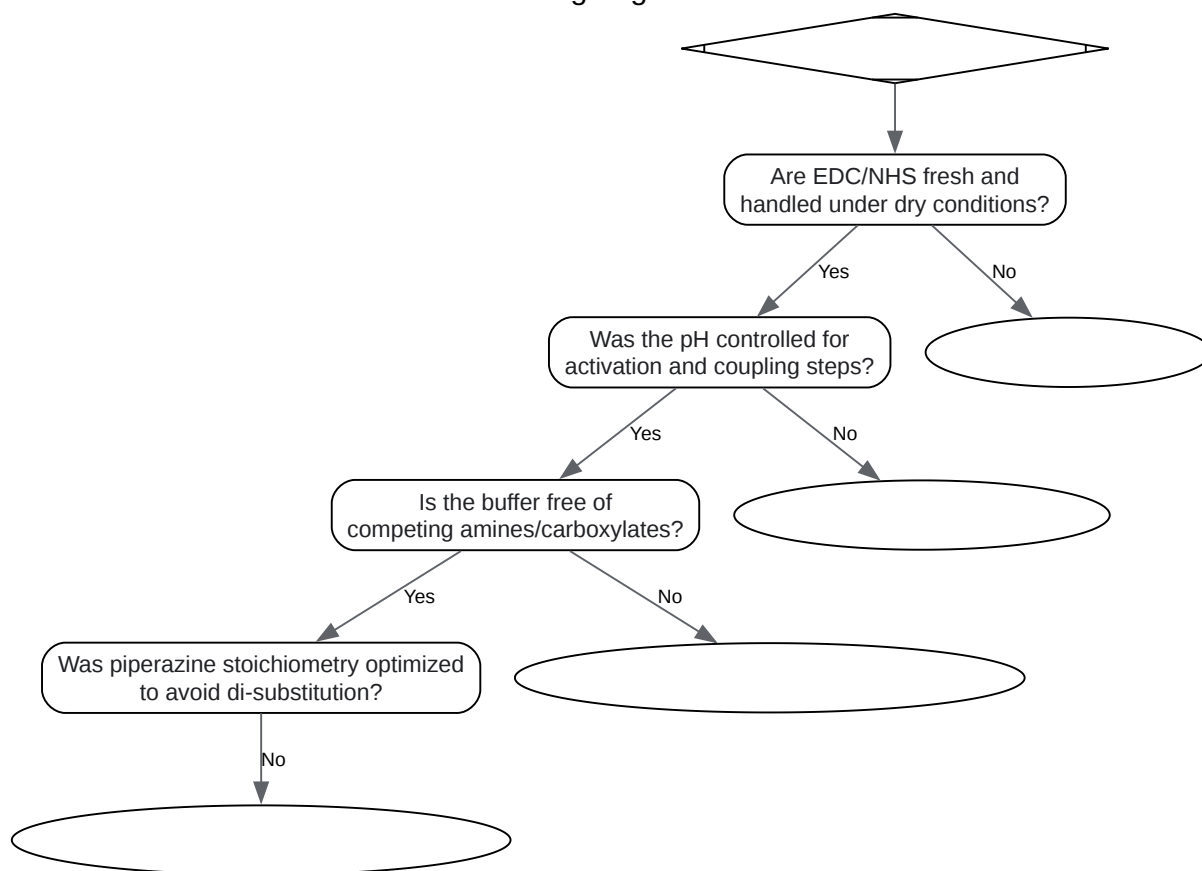 Are EDC/NHS fresh and
handled under dry conditions?
Yes
No
Was the pH controlled for
activation and coupling steps?
Yes
No
Is the buffer free of
competing amines/carboxylates?
Yes
No
Was piperazine stoichiometry optimized
to avoid di-substitution?
No